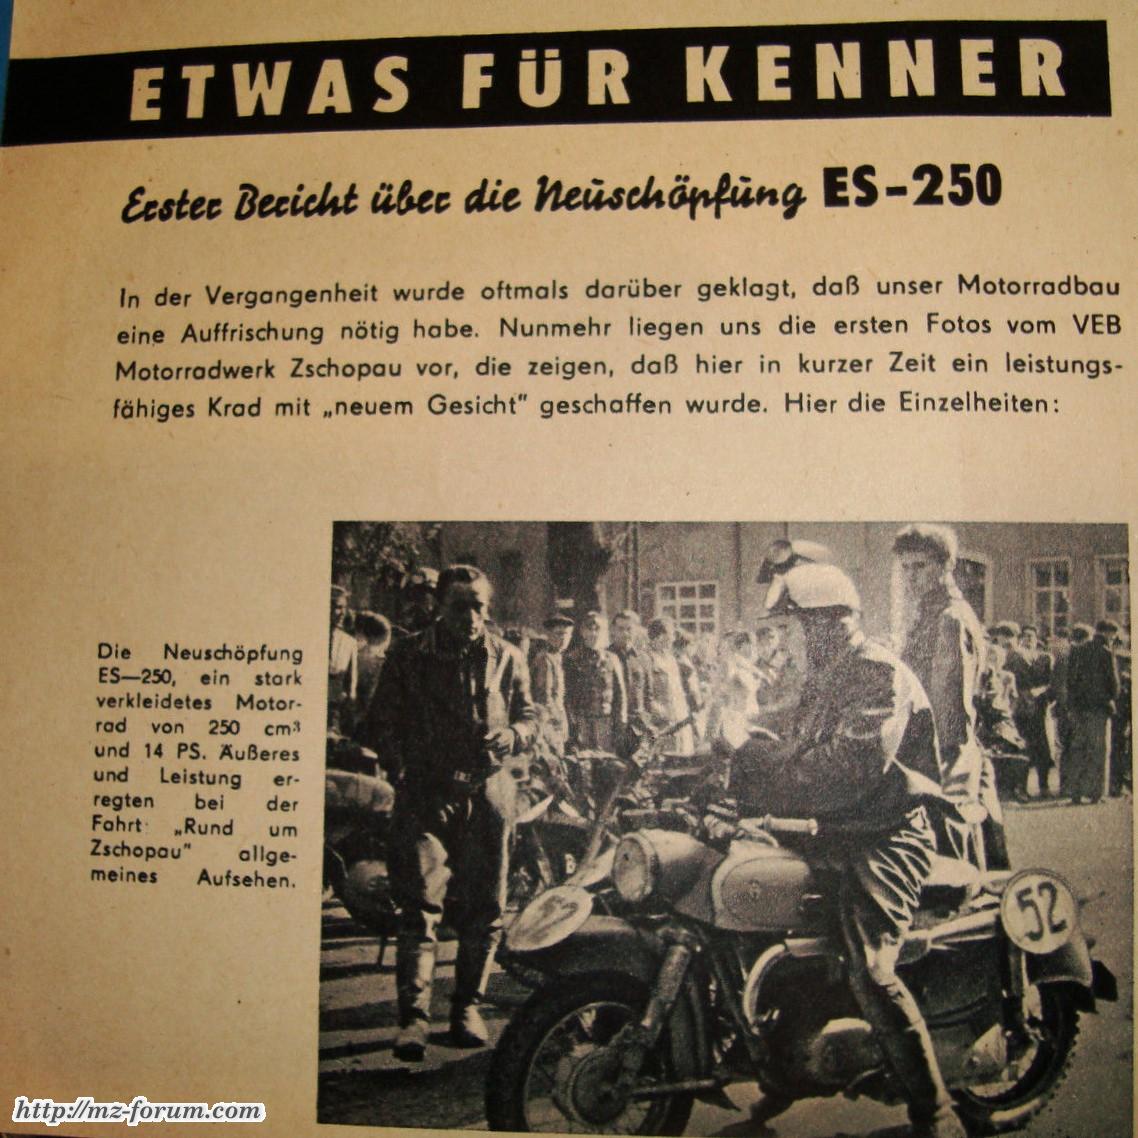 ETWAS FÜR KENNER
Erster Bericht über die Neuschöpfung ES-250
In der Vergangenheit wurde oftmals darüber geklagt, daß unser Motorradbau
eine Auffrischung nötig habe. Nunmehr liegen uns die ersten Fotos vom VEB
Motorradwerk Zschopau vor, die zeigen, daß hier in kurzer Zeit ein leistungs-
fähiges Krad mit „neuem Gesicht" geschaffen wurde. Hier die Einzelheiten:
Die Neuschöpfung
ES—250, ein stark
verkleidetes Motor-
rad von 250 cm³
und 14 PS. Äußeres
und Leistung er-
regten bei der
Fahrt „Rund um
Zschopau" allge-
meines Aufsehen.
52
http://mz-forum.com